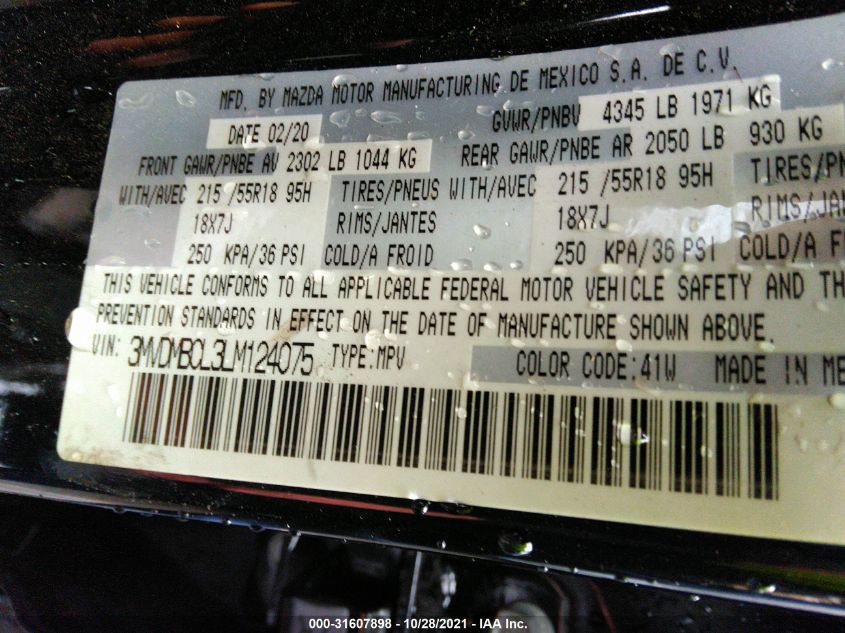 MFD. BY MAZDA MOTOR MANUFACTURING DE MEXICO S.A. DE C.V.
DATE 02/20 GVWR/PNBV 4345 LB 1971 KG
FRONT GAWR/PNBE AV 2302 LB 1044 KG REAR GAWR/PNBE AR 2050 LB 930 KG
WITH/AVEC 215 /55R18 95H TIRES/PNEUS WITH/AVEC 215 /55R18 95H TIRES/PNE
18X7J RIMS/JANTES 18X7J RIMS/JAN
250 KPA/36 PSI COLD/A FROID 250 KPA/36 PSI COLD/A F
THIS VEHICLE CONFORMS TO ALL APPLICABLE FEDERAL MOTOR VEHICLE SAFETY AND TH
PREVENTION STANDARDS IN EFFECT ON THE DATE OF MANUFACTURE SHOWN ABOVE.
VIN: 3MVDMBCL3LM124075 TYPE:MPV COLOR CODE:41W MADE IN ME
000-31607898 - 10/28/2021 - IAA Inc.